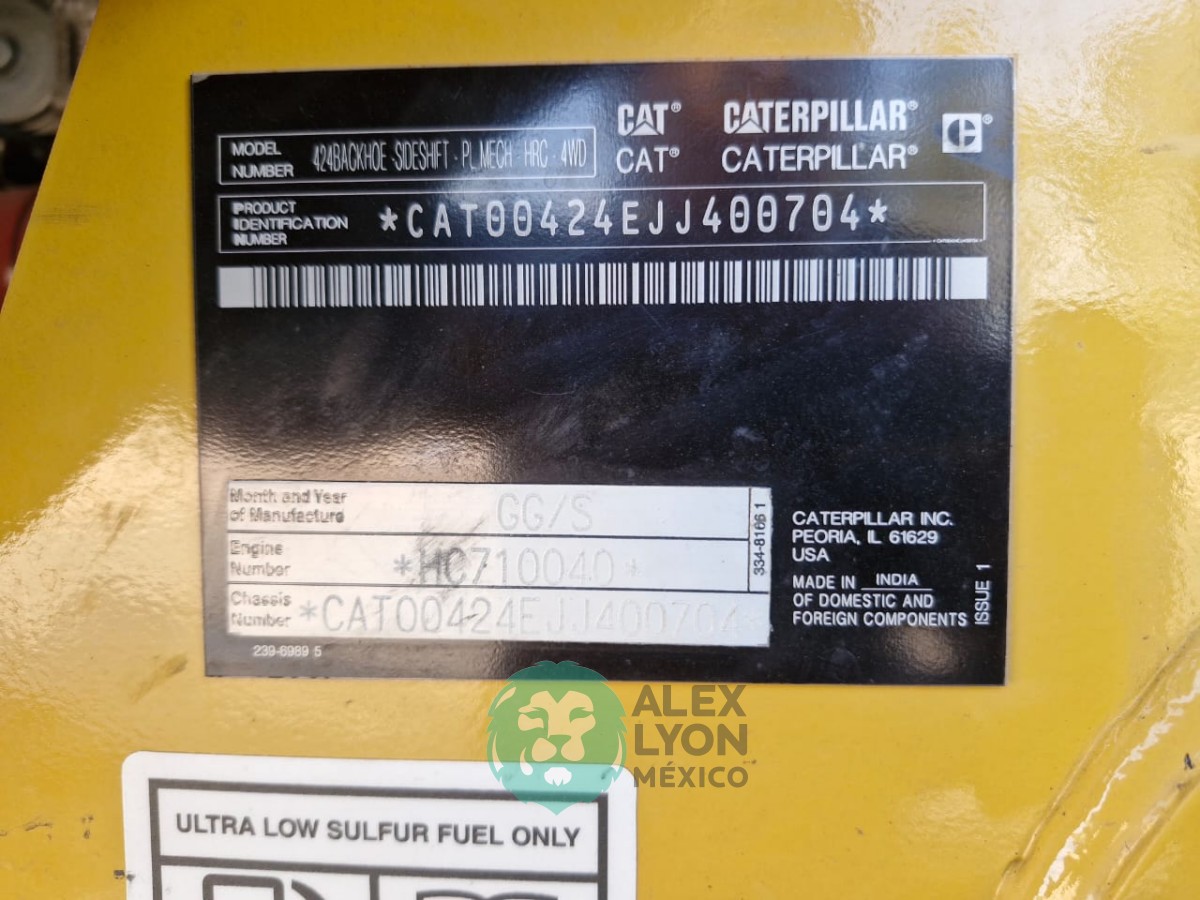 CAT® CATERPILLAR®
CAT® CATERPILLAR® ®
MODEL NUMBER 424BACKHOE -SIDESHIFT - PL.MECH - HRC - 4WD
PRODUCT IDENTIFICATION NUMBER *CAT00424EJJ400704*
Month and Year of Manufacture GG/S
Engine Number *HC710040*
Chassis Number *CAT00424EJJ400704*
334-8166 1
239-6989 5
CATERPILLAR INC.
PEORIA, IL 61629
USA
MADE IN INDIA
OF DOMESTIC AND
FOREIGN COMPONENTS
ISSUE 1
ALEX
LYON
MÉXICO
ULTRA LOW SULFUR FUEL ONLY